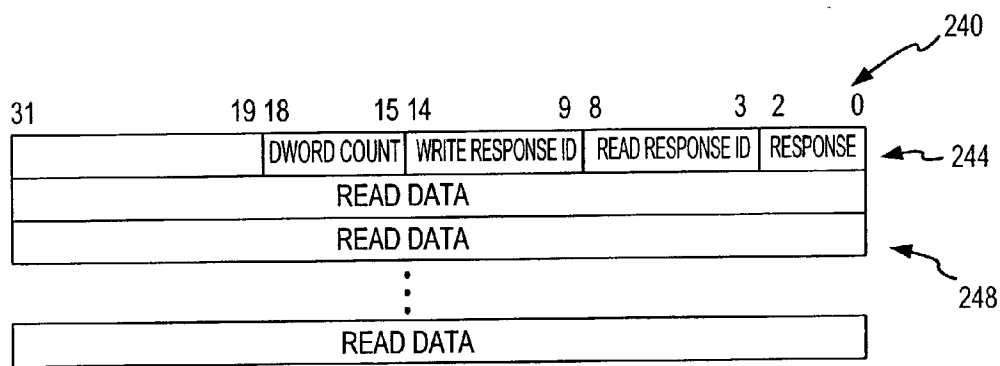 240
31 19 18 15 14 9 8 3 2 0
DWORD COUNT WRITE RESPONSE ID READ RESPONSE ID RESPONSE
244
READ DATA
READ DATA
248
READ DATA